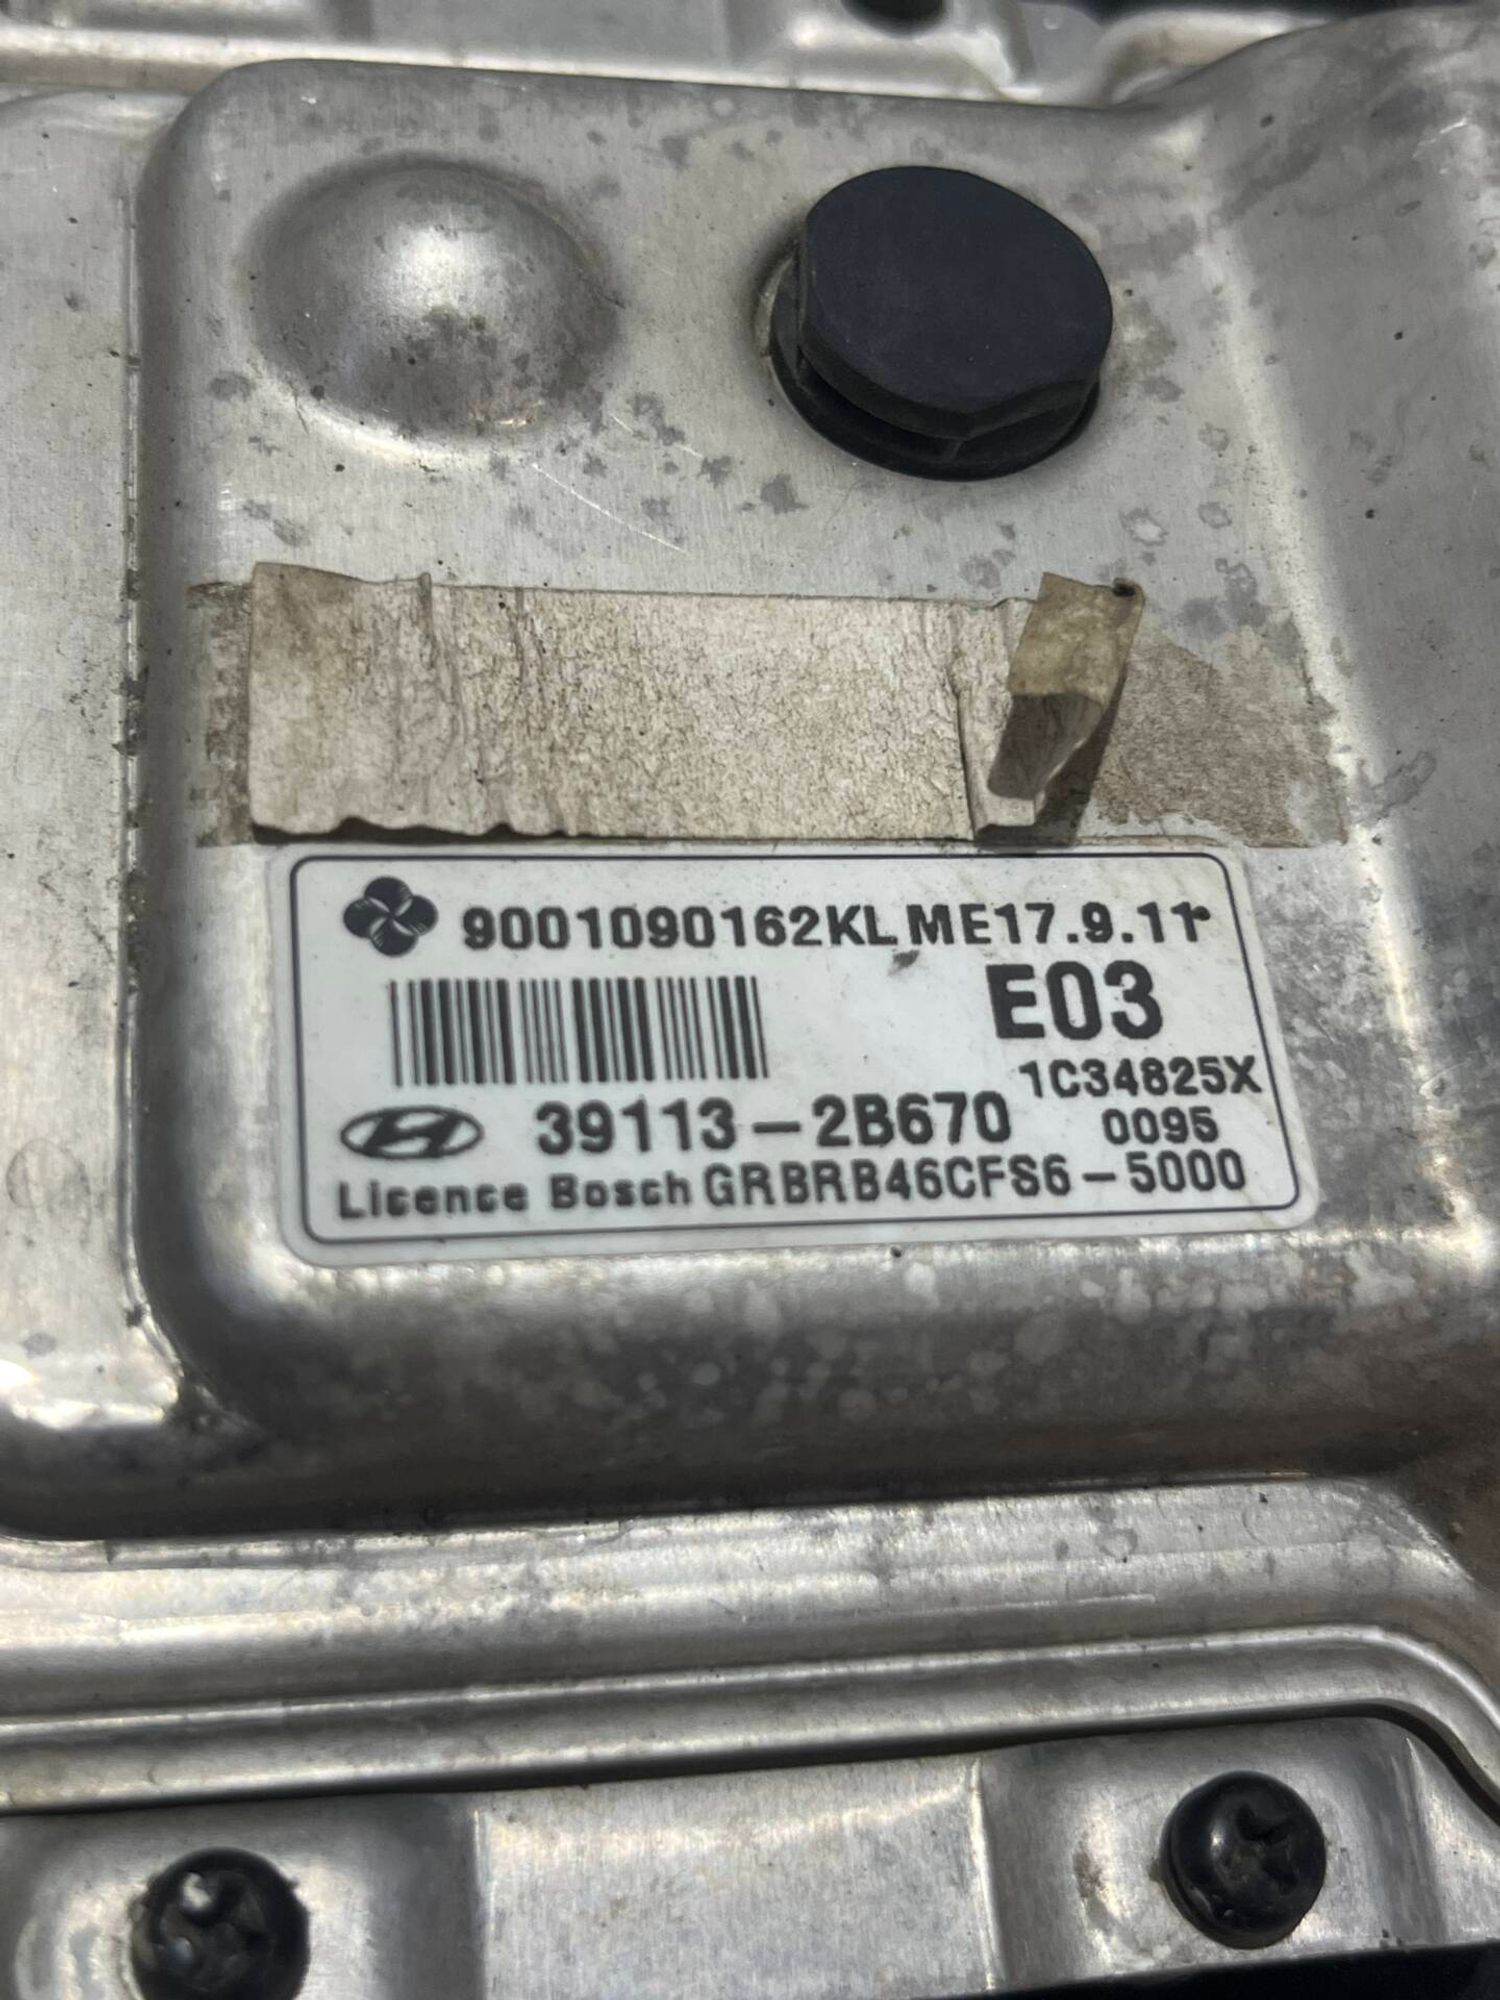 9001090162KL ME17.9.11
E03
1C34825X
39113-2B670 0095
Licence Bosch GRBRB46CFS6-5000